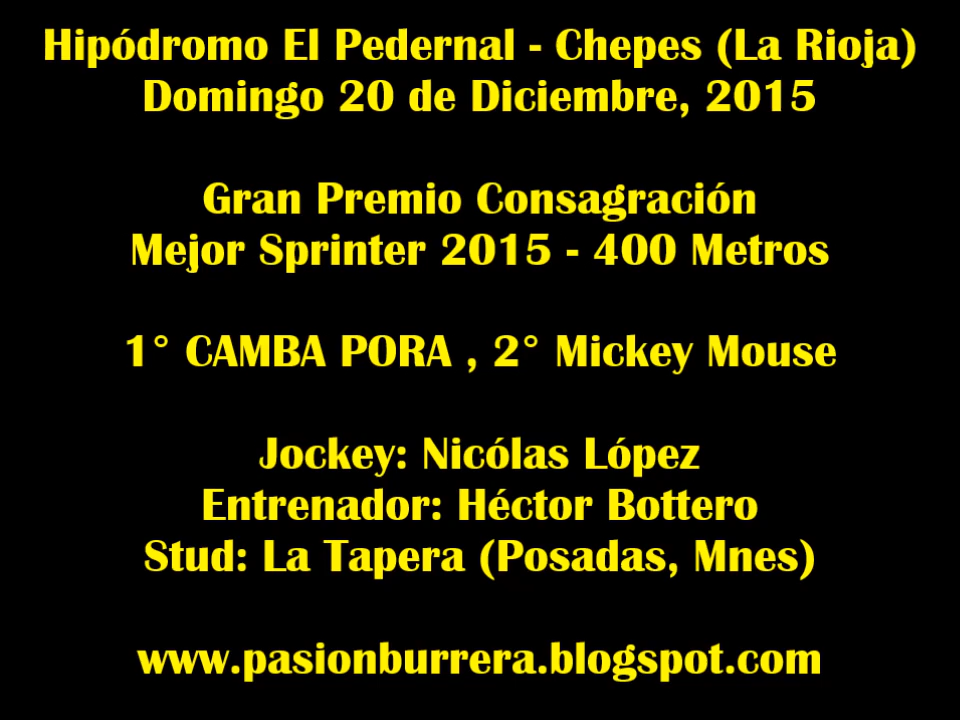 Hipódromo El Pedernal - Chepes (La Rioja)
Domingo 20 de Diciembre, 2015
Gran Premio Consagración
Mejor Sprinter 2015 - 400 Metros
1° CAMBA PORA , 2° Mickey Mouse
Jockey: Nicólas López
Entrenador: Héctor Bottero
Stud: La Tapera (Posadas, Mnes)
www.pasionburrera.blogspot.com